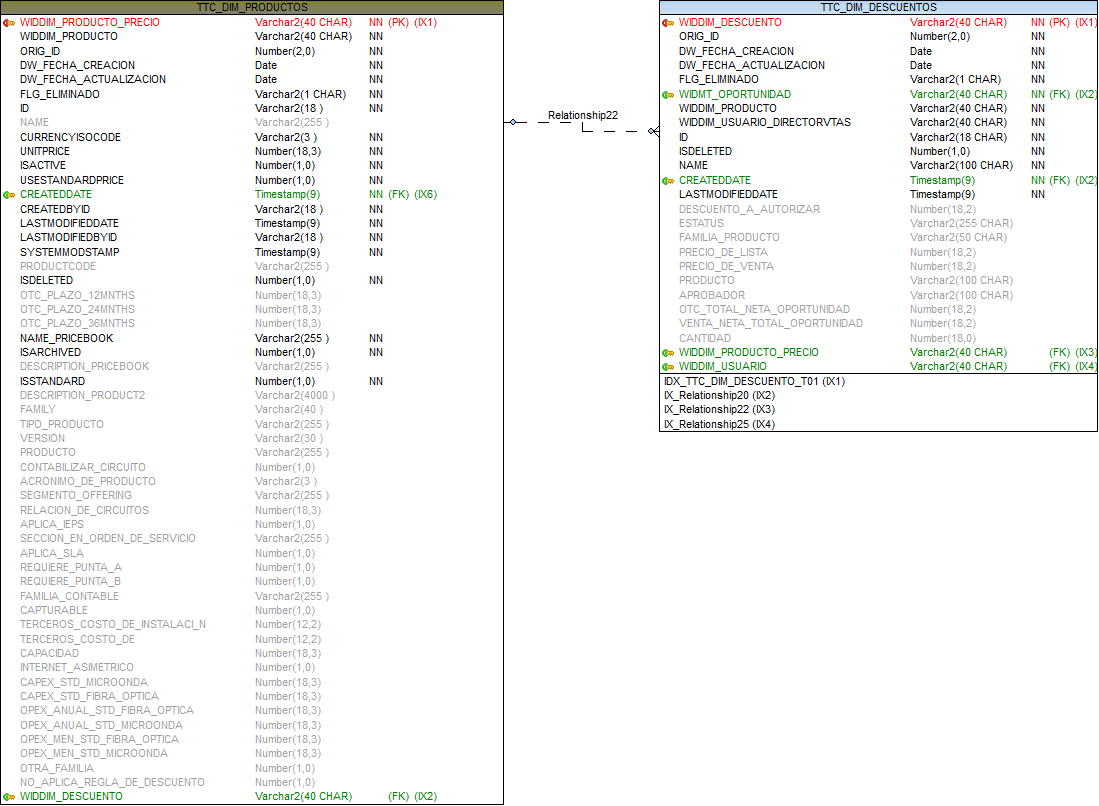 TTC_DIM_PRODUCTOS
WIDDIM_PRODUCTO_PRECIO Varchar2(40 CHAR) NN (PK) (IX1)
WIDDIM_PRODUCTO Varchar2(40 CHAR) NN
ORIG_ID Number(2,0) NN
DW_FECHA_CREACION Date NN
DW_FECHA_ACTUALIZACION Date NN
FLG_ELIMINADO Varchar2(1 CHAR) NN
ID Varchar2(18 ) NN
NAME Varchar2(255 )
CURRENCYISOCODE Varchar2(3 ) NN
UNITPRICE Number(18,3) NN
ISACTIVE Number(1,0) NN
USESTANDARDPRICE Number(1,0) NN
CREATEDDATE Timestamp(9) NN (FK) (IX6)
CREATEDBYID Varchar2(18 ) NN
LASTMODIFIEDDATE Timestamp(9) NN
LASTMODIFIEDBYID Varchar2(18 ) NN
SYSTEMMODSTAMP Timestamp(9) NN
PRODUCTCODE Varchar2(255 )
ISDELETED Number(1,0) NN
OTC_PLAZO_12MNTHS Number(18,3)
OTC_PLAZO_24MNTHS Number(18,3)
OTC_PLAZO_36MNTHS Number(18,3)
NAME_PRICEBOOK Varchar2(255 ) NN
ISARCHIVED Number(1,0) NN
DESCRIPTION_PRICEBOOK Varchar2(255 )
ISSTANDARD Number(1,0) NN
DESCRIPTION_PRODUCT2 Varchar2(4000 )
FAMILY Varchar2(40 )
TIPO_PRODUCTO Varchar2(255 )
VERSION Varchar2(30 )
PRODUCTO Varchar2(255 )
CONTABILIZAR_CIRCUITO Number(1,0)
ACRONIMO_DE_PRODUCTO Varchar2(3 )
SEGMENTO_OFFERING Varchar2(255 )
RELACION_DE_CIRCUITOS Number(18,3)
APLICA_IEPS Number(1,0)
SECCION_EN_ORDEN_DE_SERVICIO Varchar2(255 )
APLICA_SLA Number(1,0)
REQUIERE_PUNTA_A Number(1,0)
REQUIERE_PUNTA_B Number(1,0)
FAMILIA_CONTABLE Varchar2(255 )
CAPTURABLE Number(1,0)
TERCEROS_COSTO_DE_INSTALACI_N Number(12,2)
TERCEROS_COSTO_DE Number(12,2)
CAPACIDAD Number(18,3)
INTERNET_ASIMETRICO Number(1,0)
CAPEX_STD_MICROONDA Number(18,3)
CAPEX_STD_FIBRA_OPTICA Number(18,3)
OPEX_ANUAL_STD_FIBRA_OPTICA Number(18,3)
OPEX_ANUAL_STD_MICROONDA Number(18,3)
OPEX_MEN_STD_FIBRA_OPTICA Number(18,3)
OPEX_MEN_STD_MICROONDA Number(18,3)
OTRA_FAMILIA Number(1,0)
NO_APLICA_REGLA_DE_DESCUENTO Number(1,0)
WIDDIM_DESCUENTO Varchar2(40 CHAR) (FK) (IX2)
Relationship22
TTC_DIM_DESCUENTOS
WIDDIM_DESCUENTO Varchar2(40 CHAR) NN (PK) (IX1)
ORIG_ID Number(2,0) NN
DW_FECHA_CREACION Date NN
DW_FECHA_ACTUALIZACION Date NN
FLG_ELIMINADO Varchar2(1 CHAR) NN
WIDMT_OPORTUNIDAD Varchar2(40 CHAR) NN (FK) (IX2)
WIDDIM_PRODUCTO Varchar2(40 CHAR) NN
WIDDIM_USUARIO_DIRECTORVTAS Varchar2(40 CHAR) NN
ID Varchar2(18 CHAR) NN
ISDELETED Number(1,0) NN
NAME Varchar2(100 CHAR) NN
CREATEDDATE Timestamp(9) NN (FK) (IX2)
LASTMODIFIEDDATE Timestamp(9) NN
DESCUENTO_A_AUTORIZAR Number(18,2)
ESTATUS Varchar2(255 CHAR)
FAMILIA_PRODUCTO Varchar2(50 CHAR)
PRECIO_DE_LISTA Number(18,2)
PRECIO_DE_VENTA Number(18,2)
PRODUCTO Varchar2(100 CHAR)
APROBADOR Varchar2(100 CHAR)
OTC_TOTAL_NETA_OPORTUNIDAD Number(18,2)
VENTA_NETA_TOTAL_OPORTUNIDAD Number(18,2)
CANTIDAD Number(18,0)
WIDDIM_PRODUCTO_PRECIO Varchar2(40 CHAR) (FK) (IX3)
WIDDIM_USUARIO Varchar2(40 CHAR) (FK) (IX4)
IDX_TTC_DIM_DESCUENTO_T01 (IX1)
IX_Relationship20 (IX2)
IX_Relationship22 (IX3)
IX_Relationship25 (IX4)